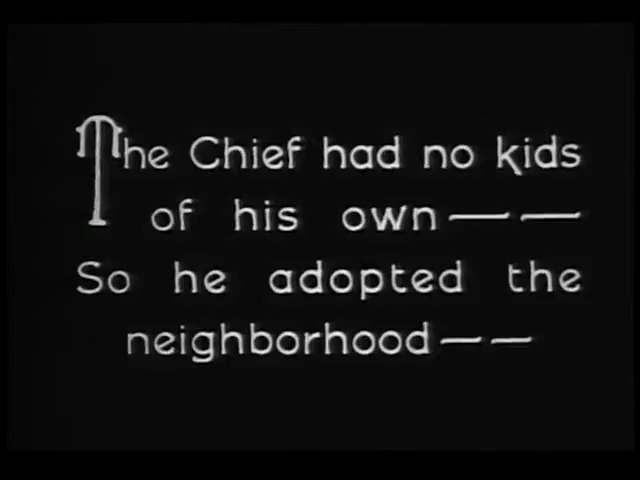 The Chief had no kids
of his own — —
So he adopted the
neighborhood — —